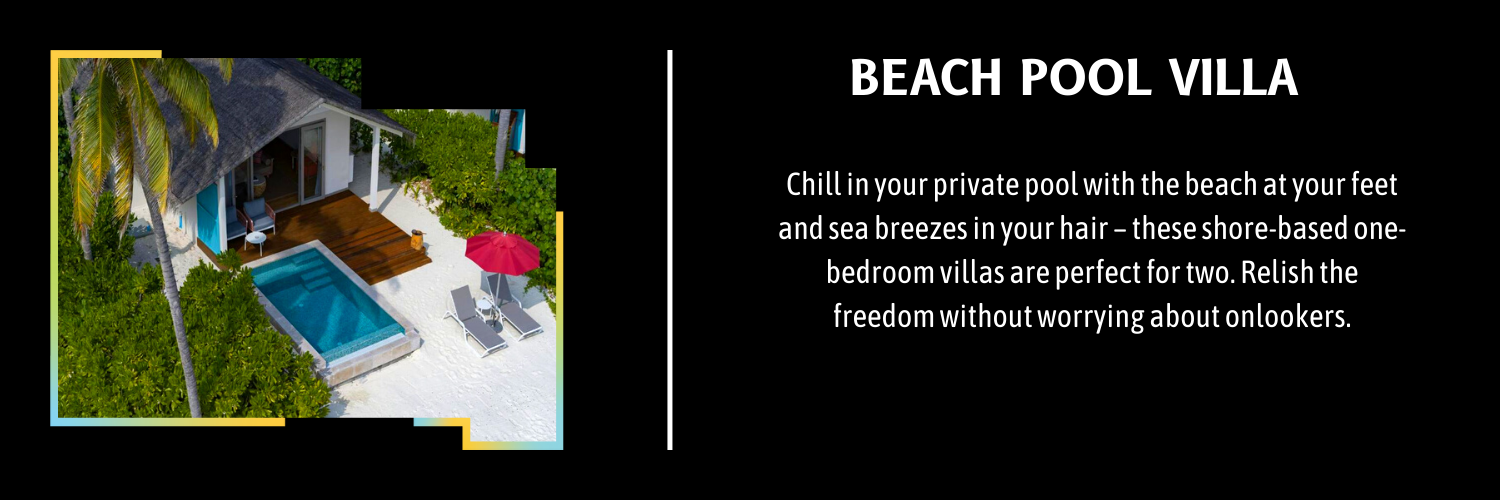 BEACH POOL VILLA
Chill in your private pool with the beach at your feet
and sea breezes in your hair – these shore-based one-
bedroom villas are perfect for two. Relish the
freedom without worrying about onlookers.